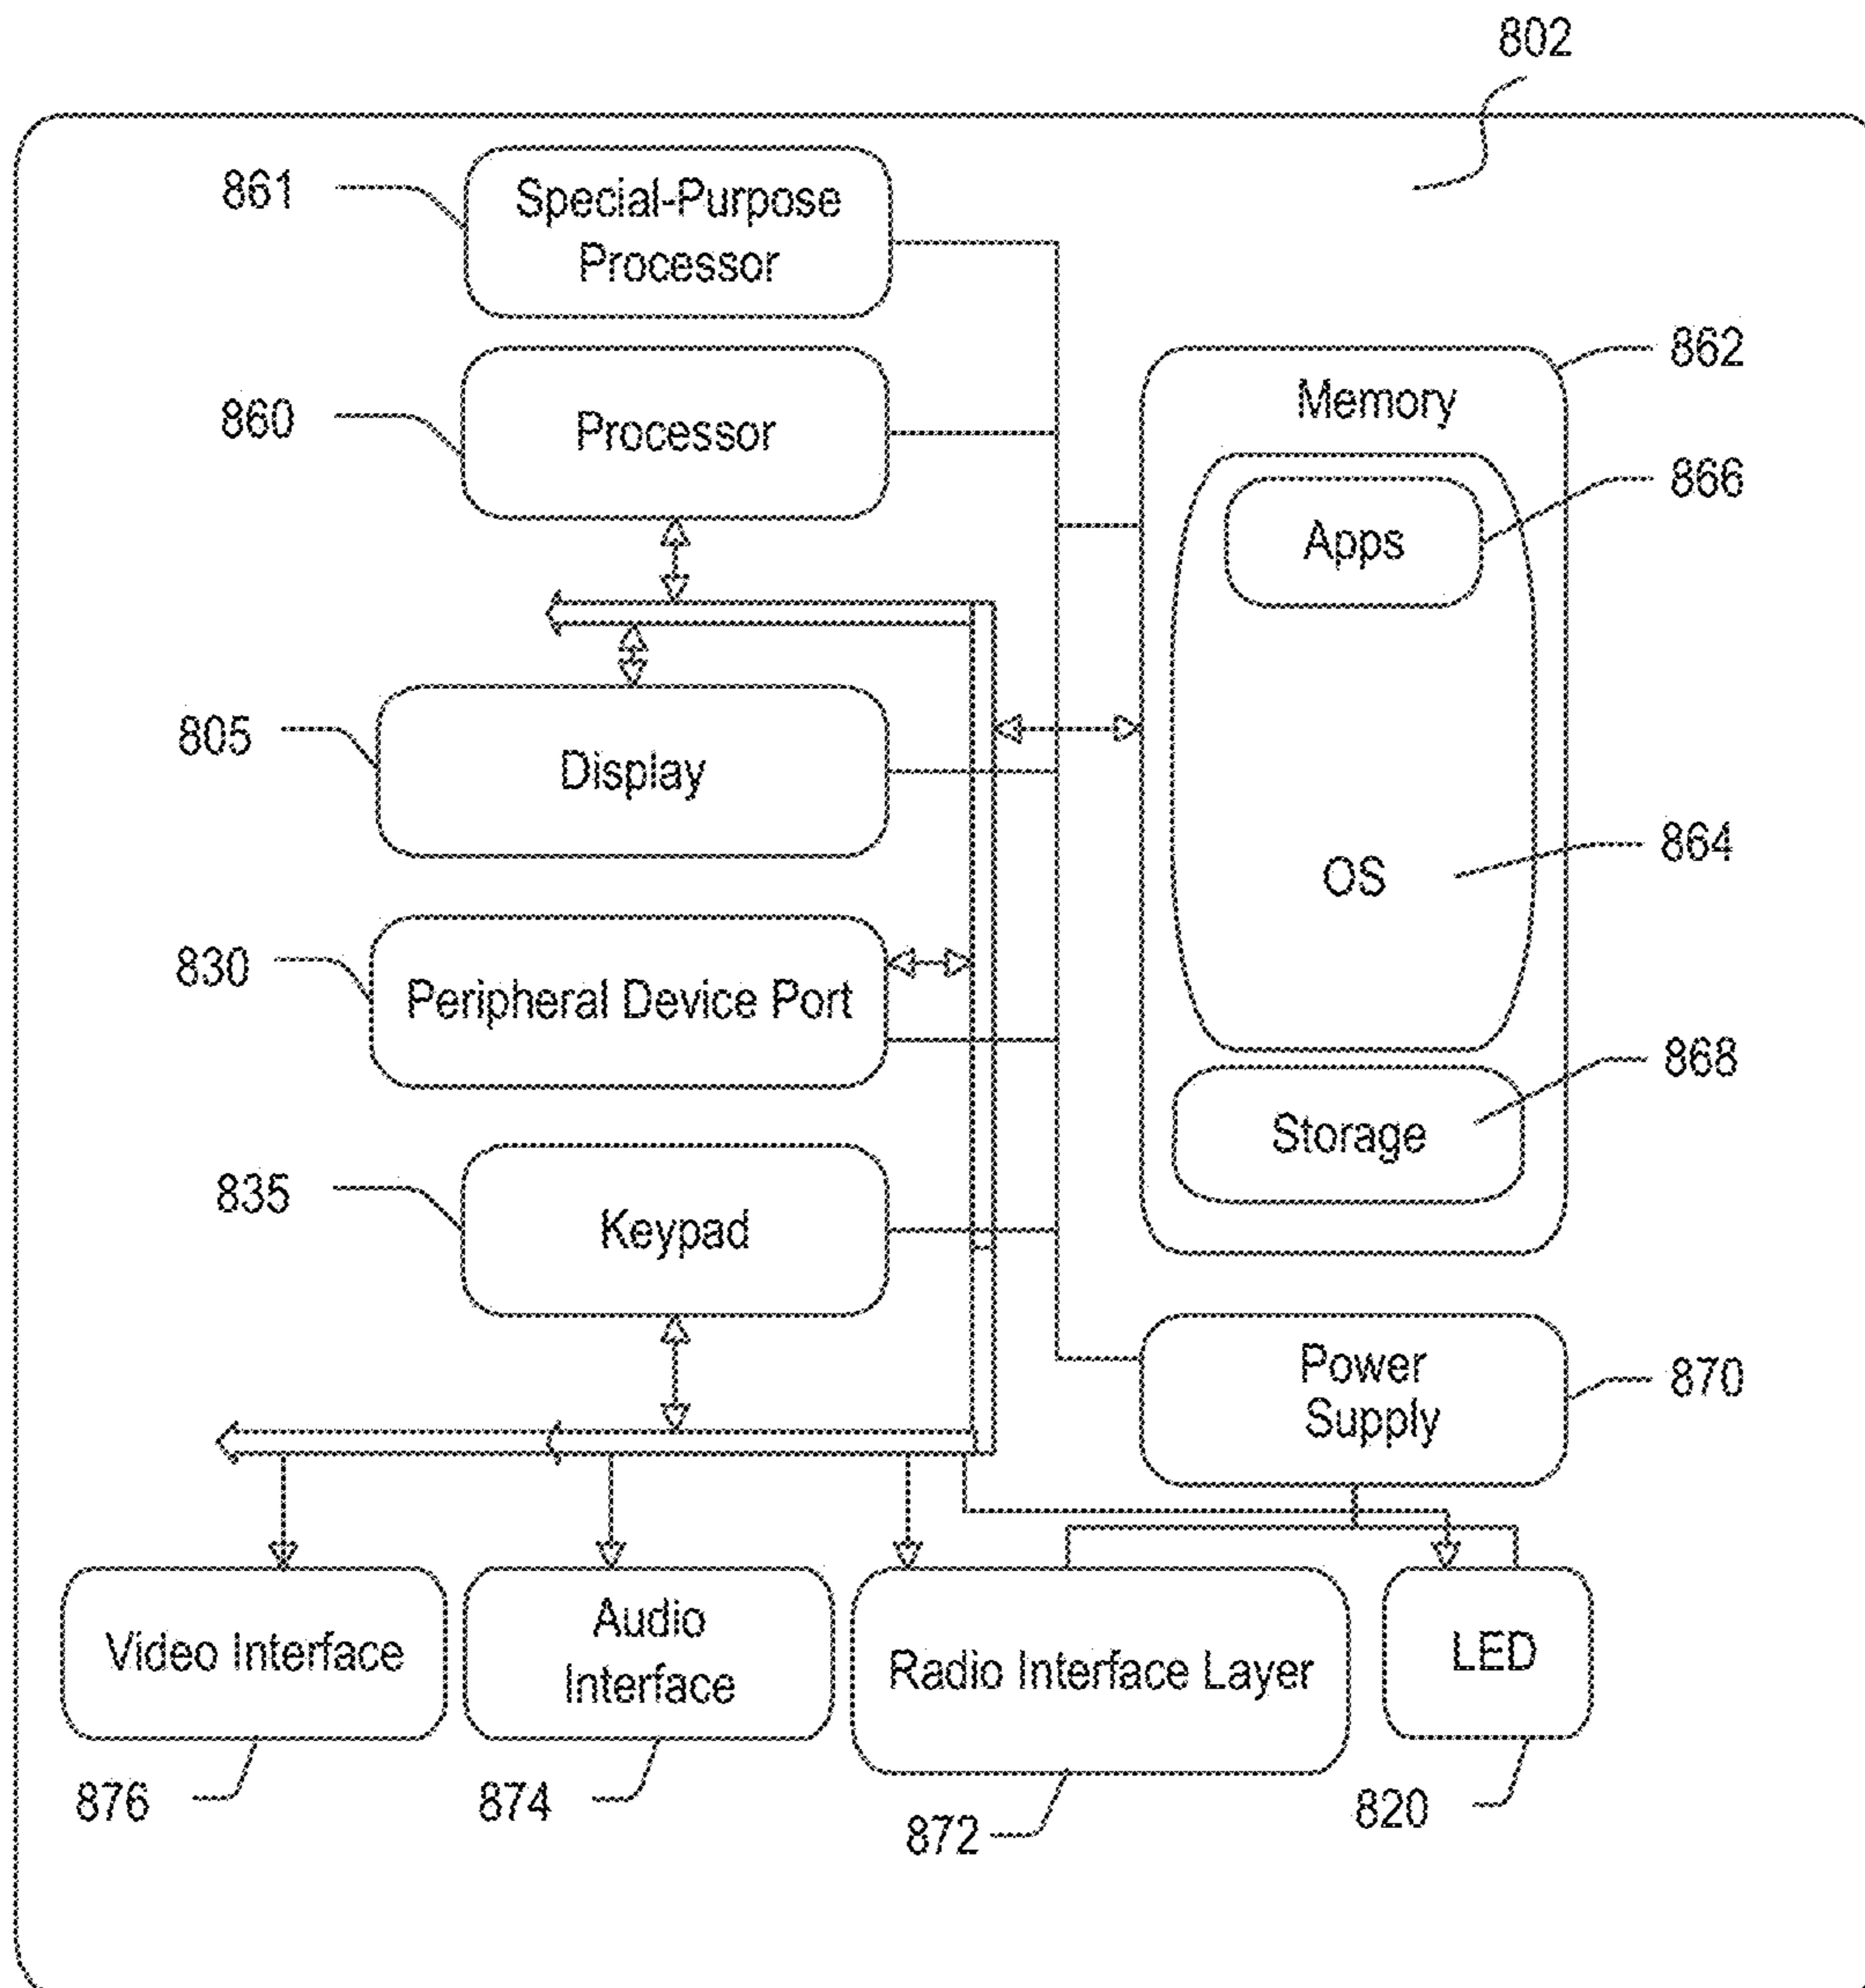 802
861
Special-Purpose
Processor
862
Memory
860
Processor
866
Apps
805
Display
864
OS
830
Peripheral Device Port
868
Storage
835
Keypad
Power
Supply
870
Video Interface
Audio
Interface
Radio Interface Layer
LED
876
874
872
820